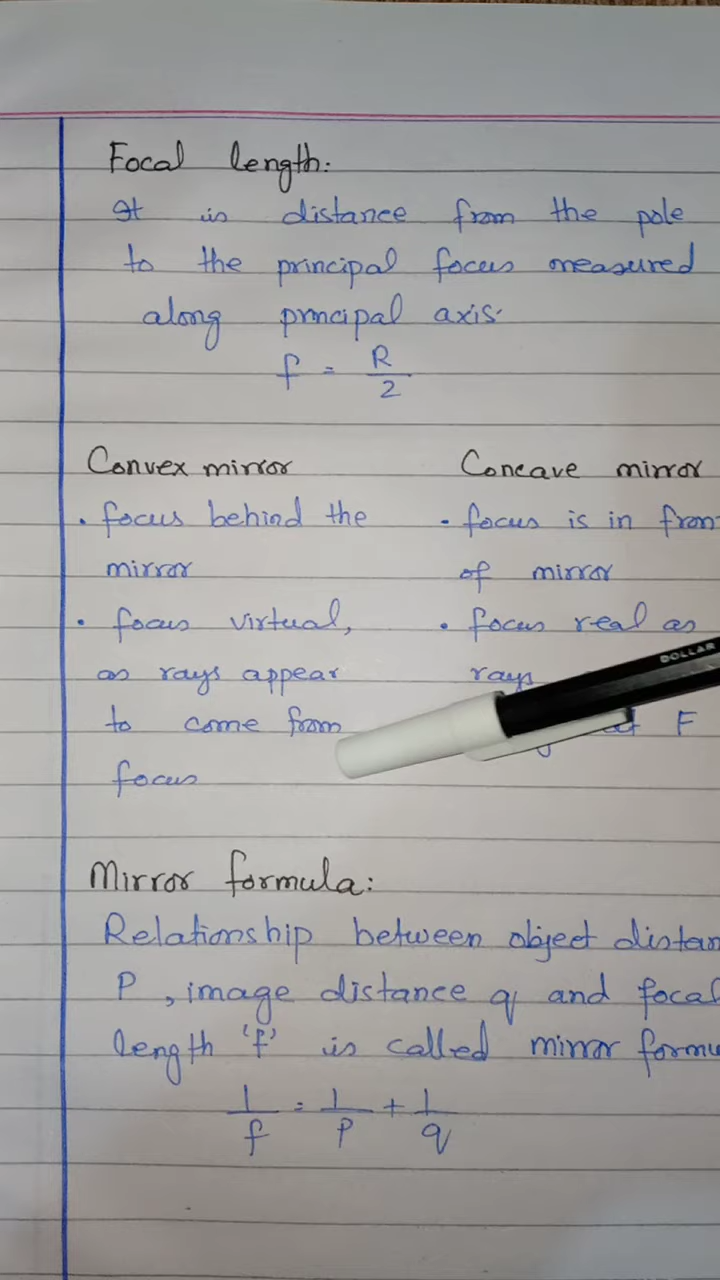 Focal length:
It is distance from the pole
to the principal focus measured
along principal axis.
f = R/2
Convex mirror
• focus behind the
mirror
• focus virtual,
as rays appear
to come from
focus
Concave mirror
• focus is in fron
of mirror
• focus real as
rays
F
DOLLAR
Mirror formula:
Relationship between object distan
P, image distance q and focal
length 'f' is called mirror formu
1/f = 1/p + 1/q